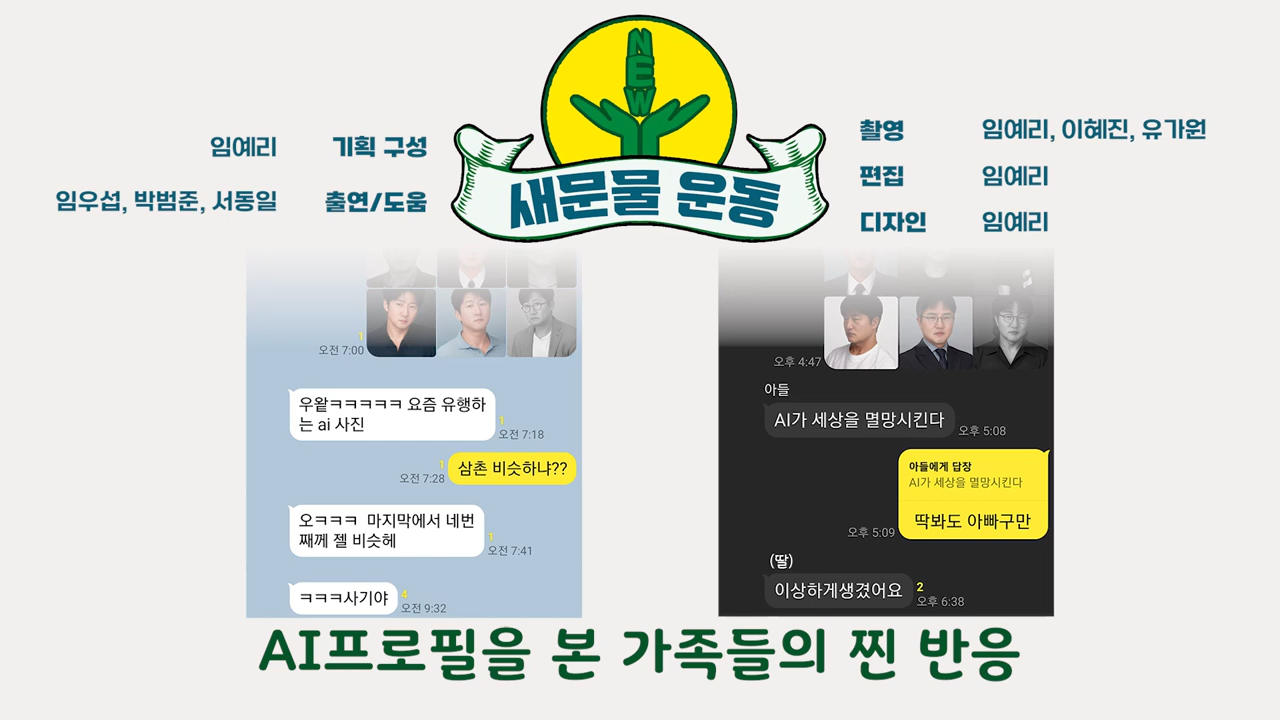 NEW
새문물 운동
임예리 기획 구성
임우섭, 박범준, 서동일 출연/도움
촬영 임예리, 이혜진, 유가원
편집 임예리
디자인 임예리
1
오전 7:00
우왙ㅋㅋㅋㅋㅋ 요즘 유행하
는 ai 사진
1
오전 7:18
1
오전 7:28
삼촌 비슷하냐??
오ㅋㅋㅋ 마지막에서 네번
째께 젤 비슷헤
1
오전 7:41
ㅋㅋㅋ사기야
4
오전 9:32
오후 4:47
아들
AI가 세상을 멸망시킨다
오후 5:08
아들에게 답장
AI가 세상을 멸망시킨다
딱봐도 아빠구만
오후 5:09
(딸)
이상하게생겼어요
2
오후 6:38
AI프로필을 본 가족들의 찐 반응